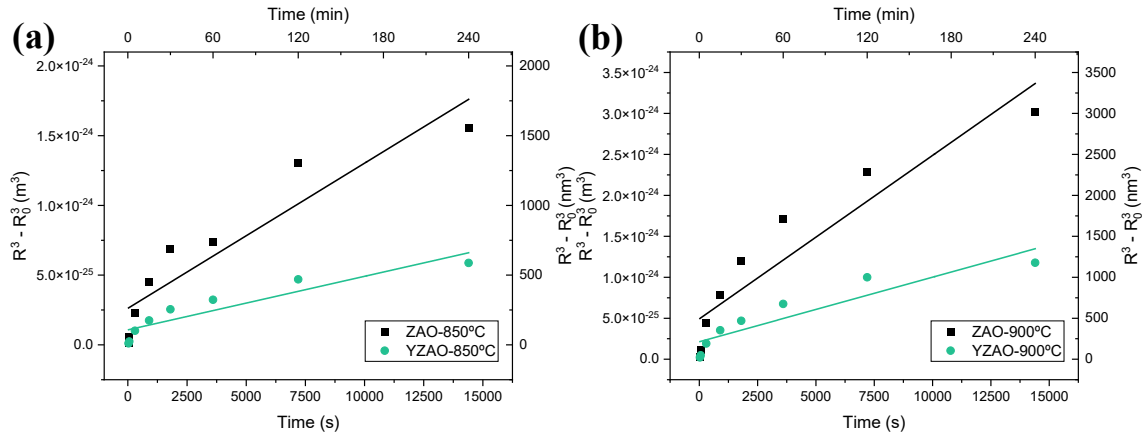 (a)
Time (min)
0 60 120 180 240
2.0×10⁻²⁴
1.5×10⁻²⁴
1.0×10⁻²⁴
5.0×10⁻²⁵
0.0
R³ - R₀³ (m³)
2000
1500
1000
500
0
R³ - R₀³ (nm³)
ZAO-850ºC
YZAO-850ºC
0 2500 5000 7500 10000 12500 15000
Time (s)
(b)
Time (min)
0 60 120 180 240
3.5×10⁻²⁴
3.0×10⁻²⁴
2.5×10⁻²⁴
2.0×10⁻²⁴
1.5×10⁻²⁴
1.0×10⁻²⁴
5.0×10⁻²⁵
0.0
R³ - R₀³ (m³)
3500
3000
2500
2000
1500
1000
500
0
R³ - R₀³ (nm³)
ZAO-900ºC
YZAO-900ºC
0 2500 5000 7500 10000 12500 15000
Time (s)